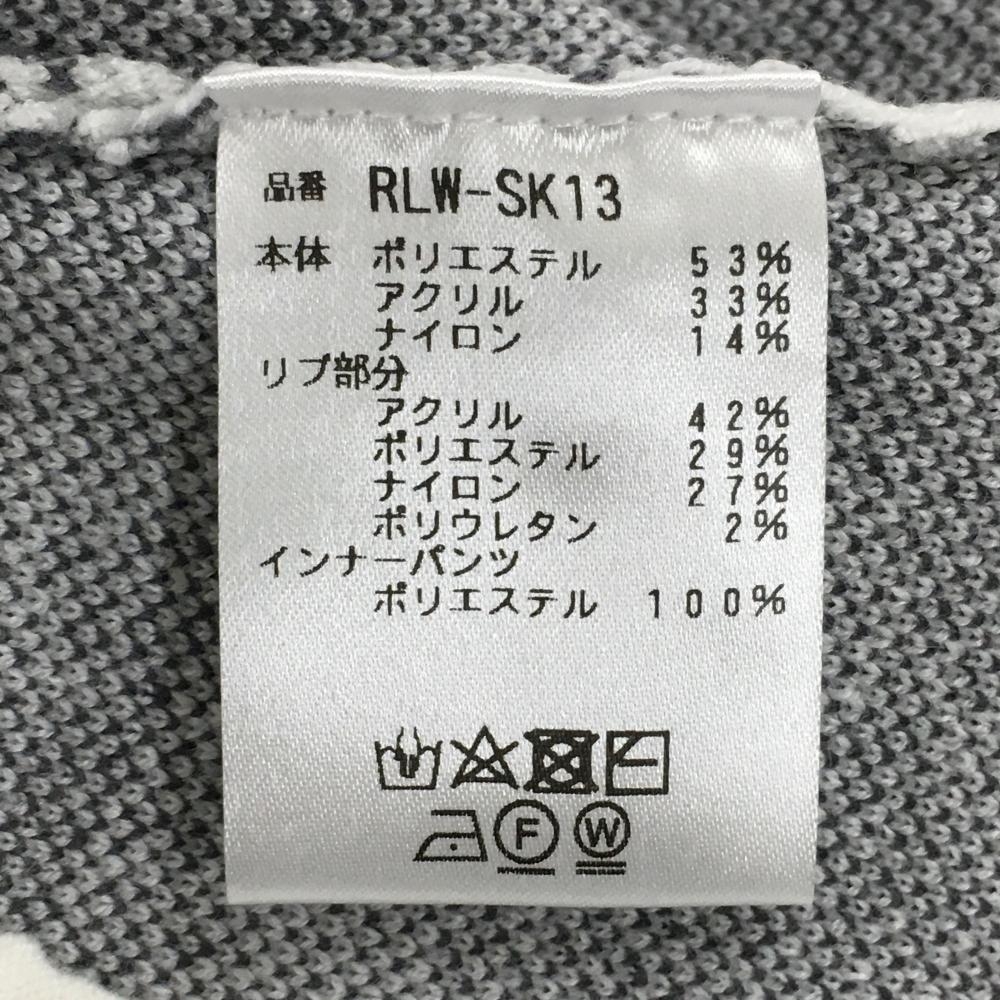 品番 RLW-SK13
本体 ポリエステル 53%
アクリル 33%
ナイロン 14%
リブ部分
アクリル 42%
ポリエステル 29%
ナイロン 27%
ポリウレタン 2%
インナーパンツ
ポリエステル 100%
F W